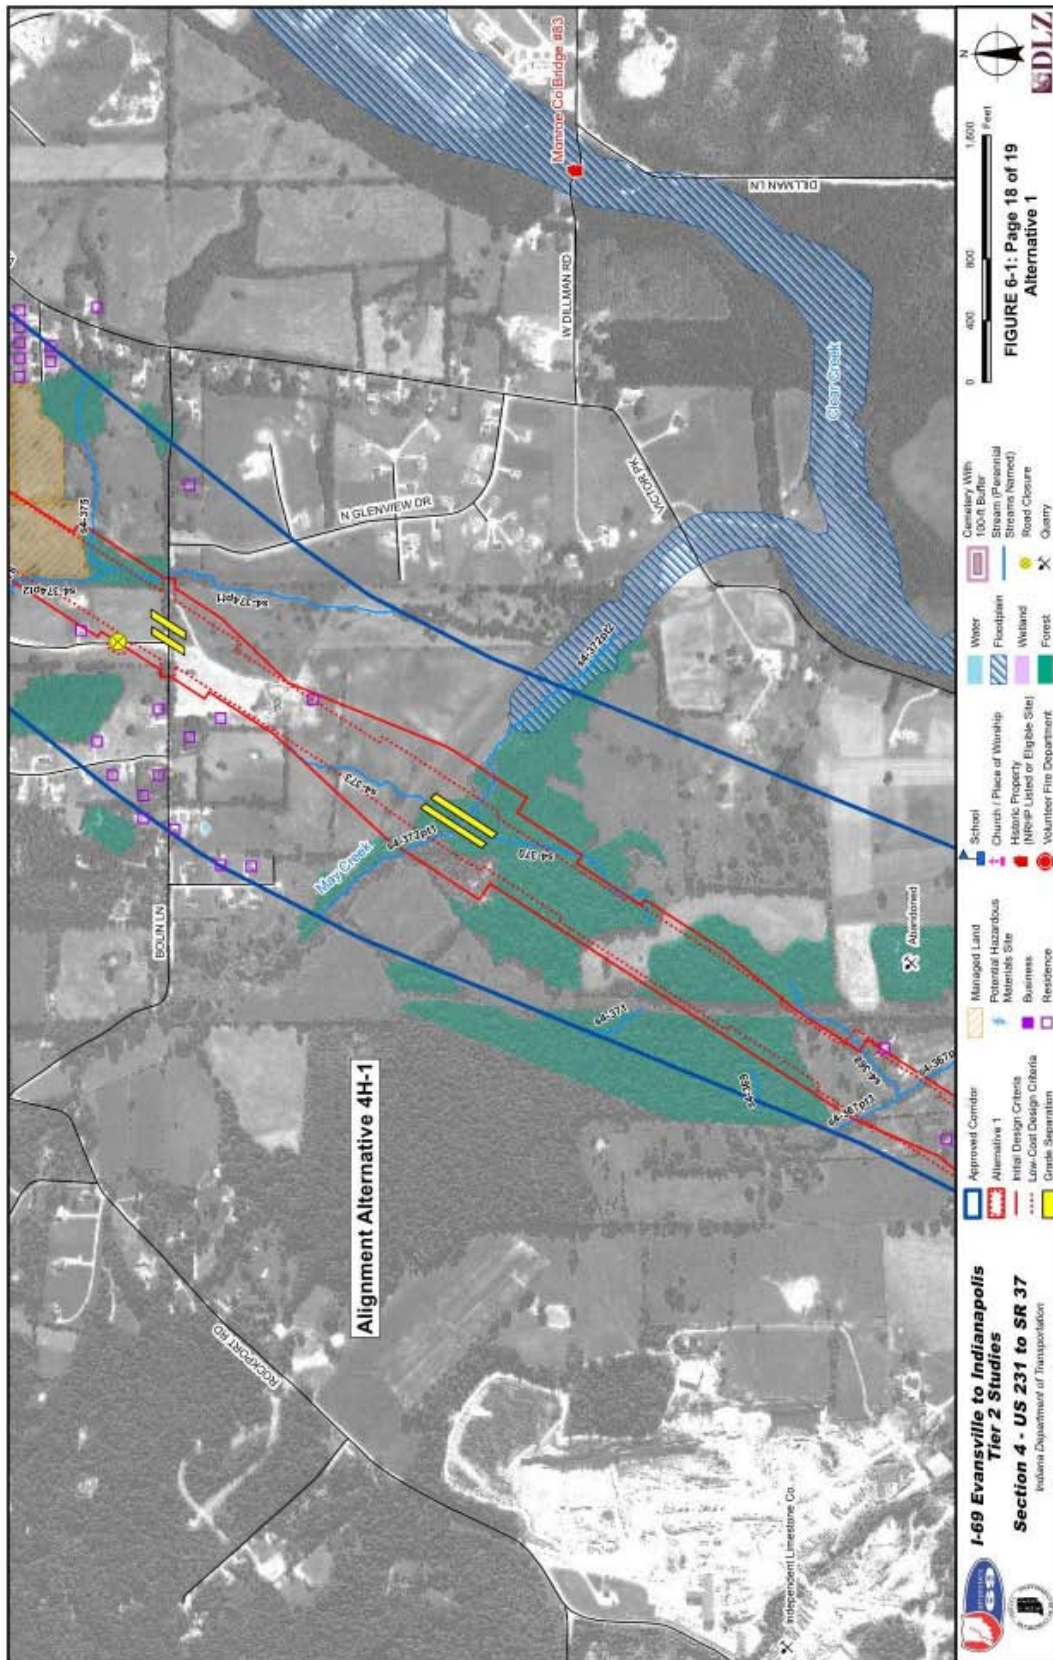 Alignment Alternative 4H-1
ROCKPORT RD
BOLIN LN
N GLENVIEW DR
W DILLMAN RD
DILLMAN LN
VICTOR PK
Monroe Co Bridge #83
Clear Creek
May Creek
s4-375
s4-374pt2
s4-374pt1
s4-373
s4-372pt1
s4-372pt2
s4-370
s4-371
s4-369
s4-368
s4-367pt1
Abandoned
Independent Limestone Co.
I-69 Evansville to Indianapolis
Tier 2 Studies
Section 4 - US 231 to SR 37
Indiana Department of Transportation
Approved Corridor
Alternative 1
Initial Design Criteria
Low-Cost Design Criteria
Grade Separation
Managed Land
Potential Hazardous
Materials Site
Business
Residence
School
Church / Place of Worship
Historic Property
(NRHP Listed or Eligible Site)
Volunteer Fire Department
Water
Floodplain
Wetland
Forest
Cemetery With
100-ft Buffer
Stream (Perennial
Streams Named)
Road Closure
Quarry
0 400 800 1,600
Feet
FIGURE 6-1: Page 18 of 19
Alternative 1
N
DLZ